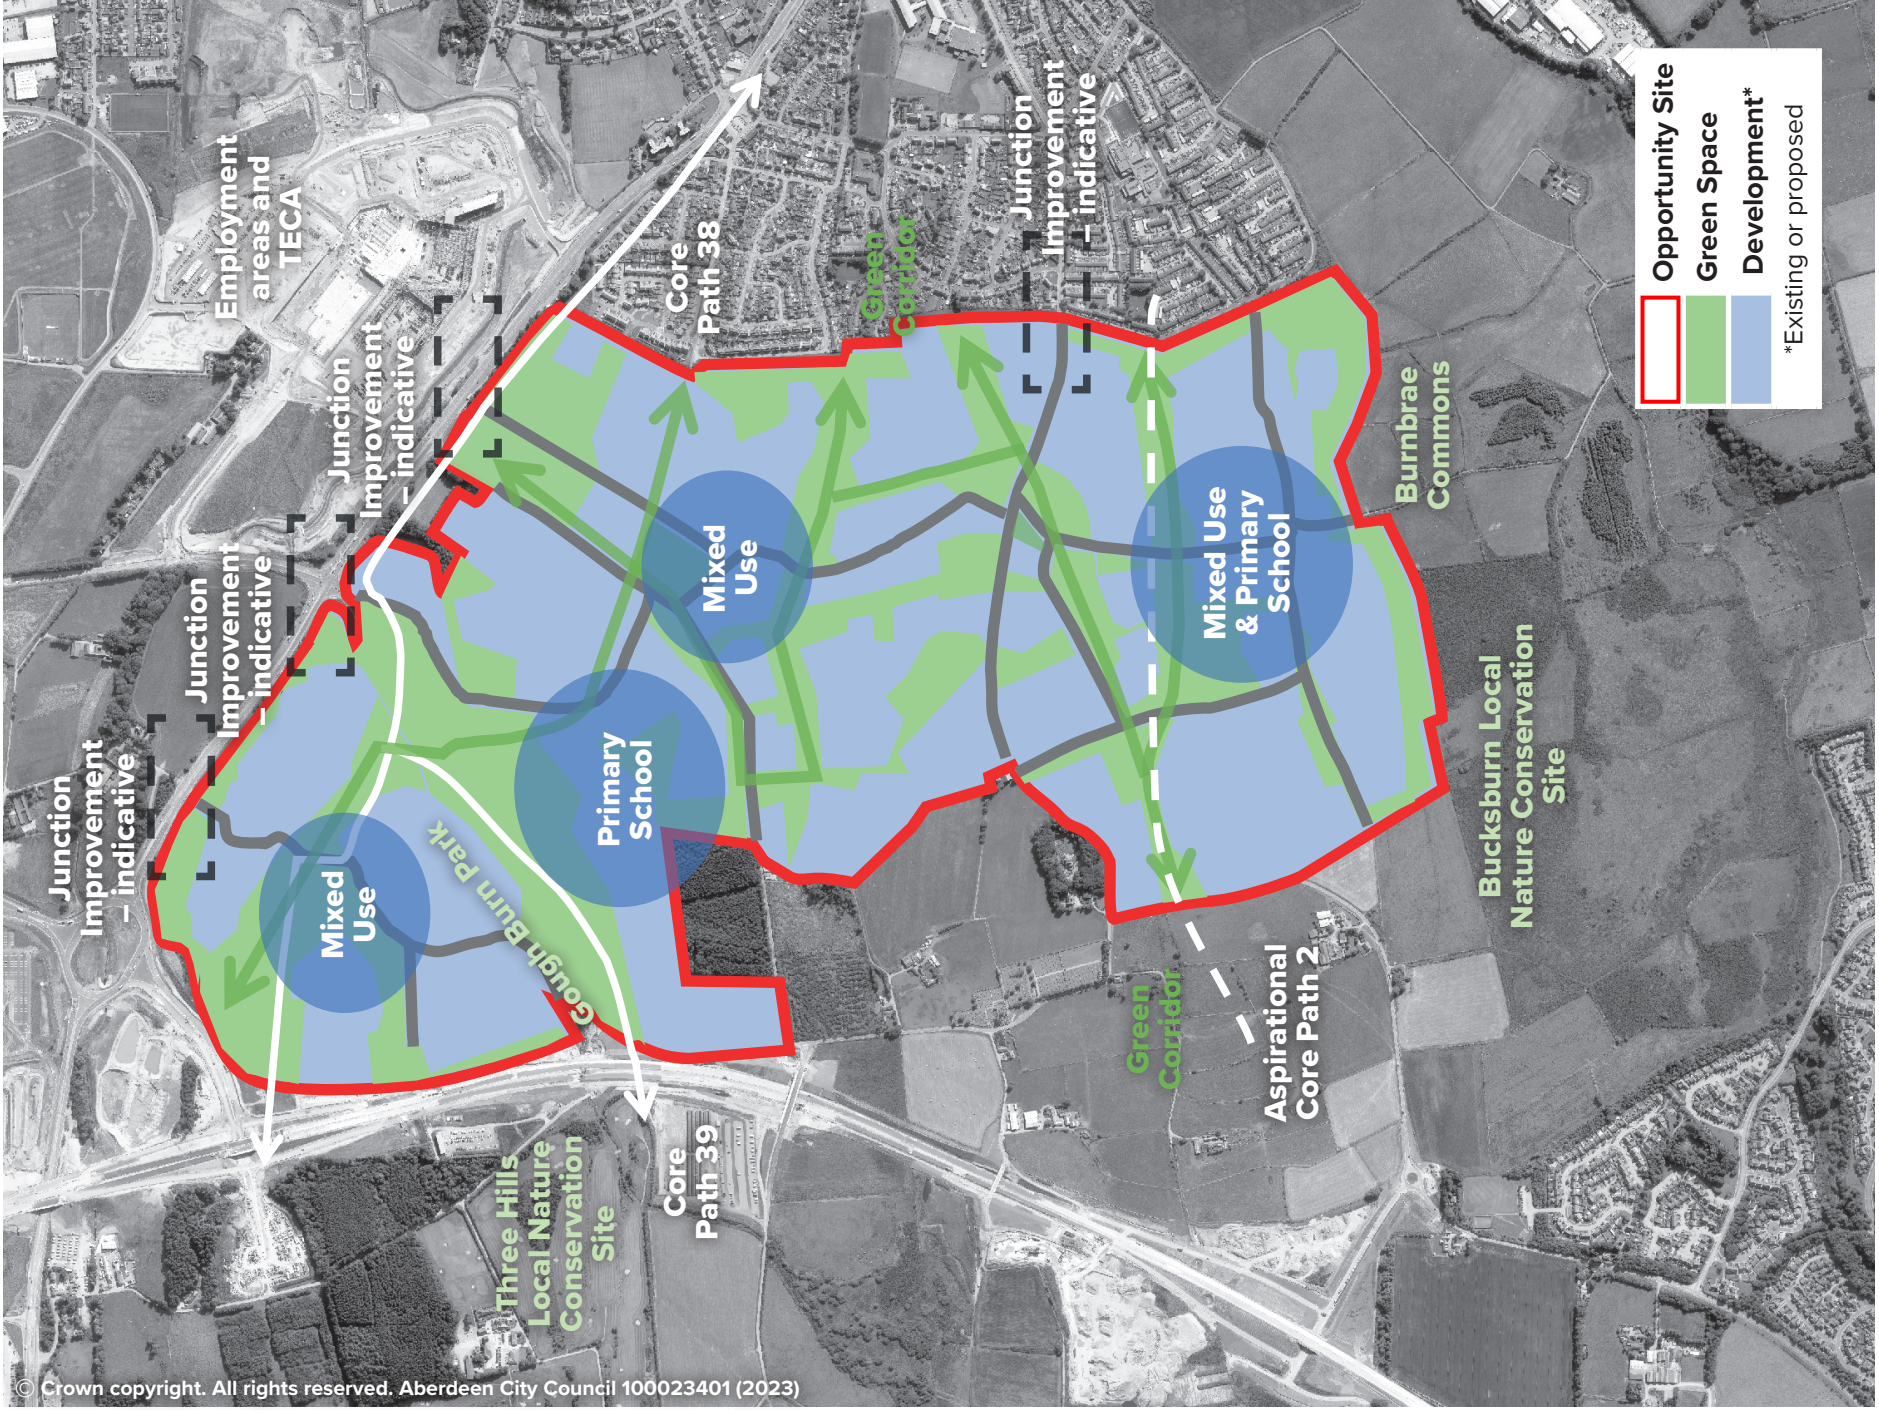 Employment
areas and
TECA
Junction
Improvement
– indicative
Junction
Improvement
– indicative
Junction
Improvement
– indicative
Junction
Improvement
– indicative
Core
Path 38
Green
Corridor
Opportunity Site
Green Space
Development*
*Existing or proposed
Burnbrae
Commons
Mixed
Use
Mixed Use
& Primary
School
Primary
School
Mixed
Use
Gough Burn Park
Bucksburn Local
Nature Conservation
Site
Green
Corridor
Aspirational
Core Path 2
Three Hills
Local Nature
Conservation
Site
Core
Path 39
© Crown copyright. All rights reserved. Aberdeen City Council 100023401 (2023)